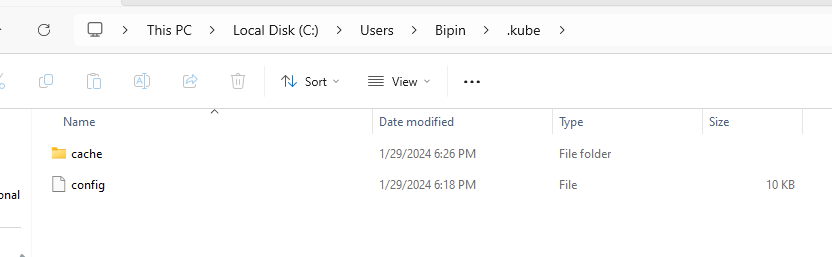 This PC > Local Disk (C:) > Users > Bipin > .kube >
Sort View ...
Name Date modified Type Size
cache 1/29/2024 6:26 PM File folder
config 1/29/2024 6:18 PM File 10 KB
onal